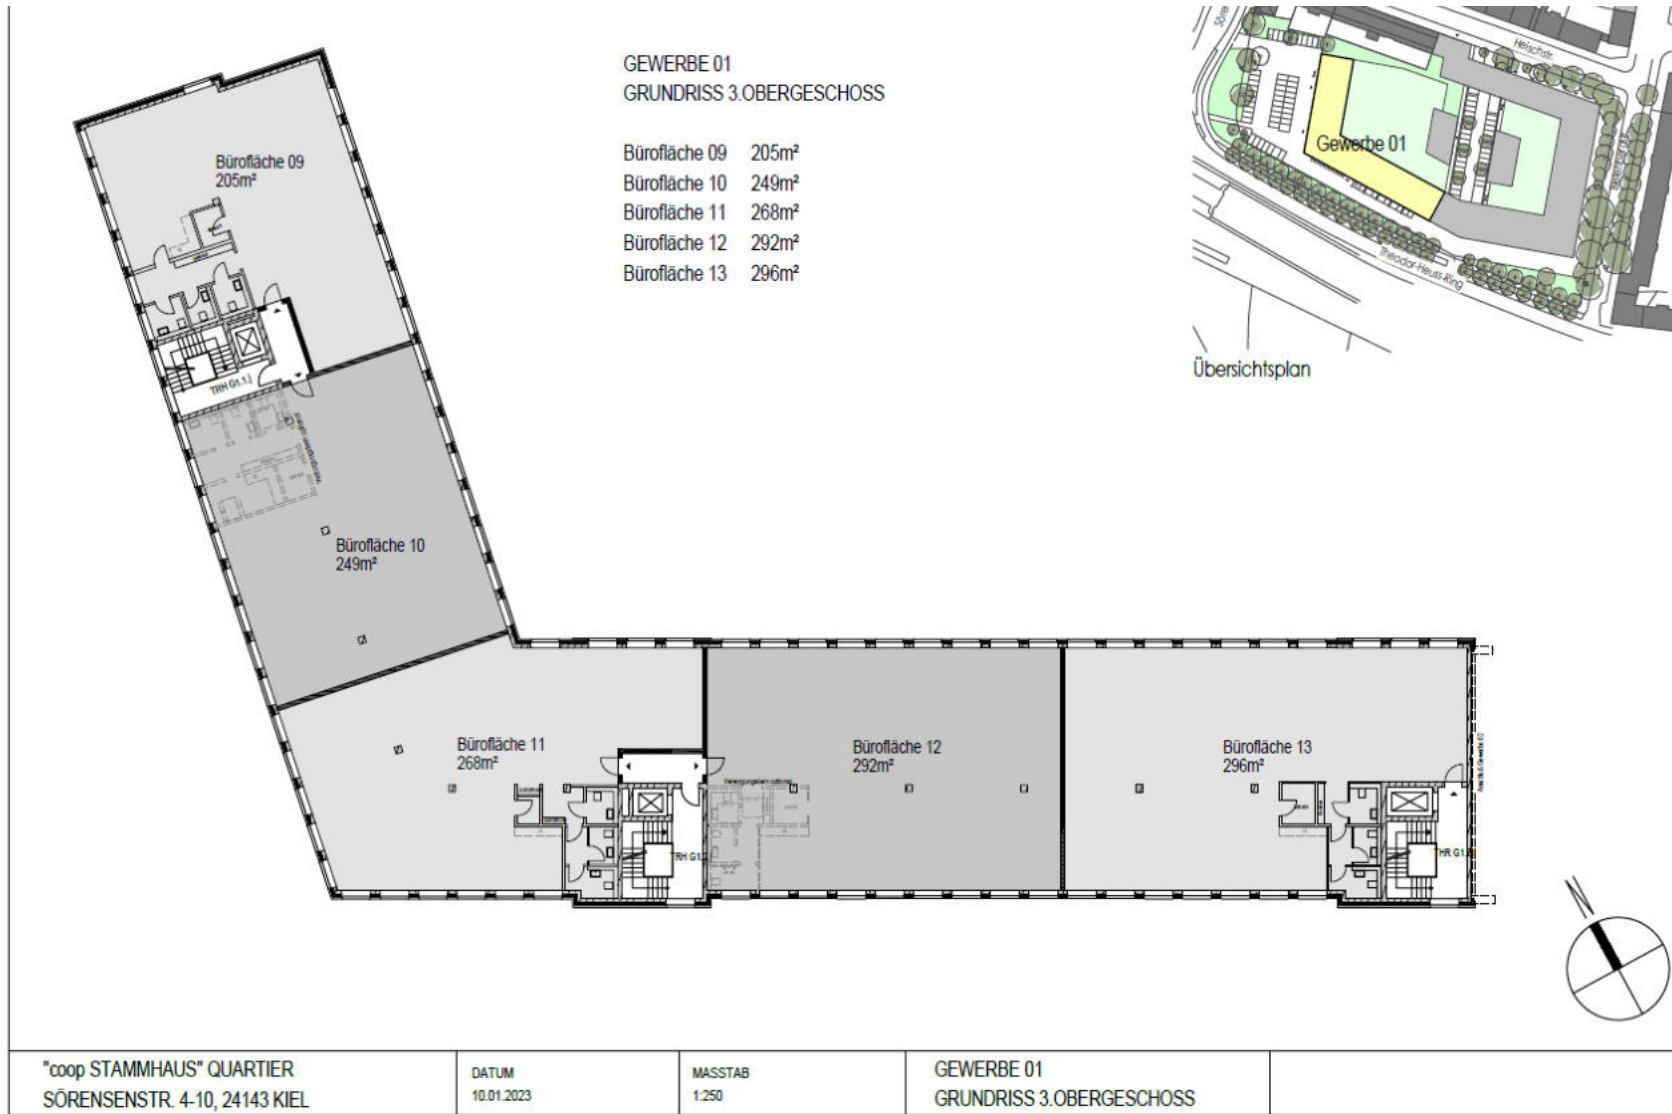 GEWERBE 01
GRUNDRISS 3.OBERGESCHOSS
Bürofläche 09 205m²
Bürofläche 10 249m²
Bürofläche 11 268m²
Bürofläche 12 292m²
Bürofläche 13 296m²
Heischstr.
Gewerbe 01
Theodor-Heuss-Ring
Übersichtsplan
Bürofläche 09
205m²
TRH G1.1
Bürofläche 10
249m²
Bürofläche 11
268m²
TRH G1.
Versorgungskern optional
Bürofläche 12
292m²
Bürofläche 13
296m²
THR G1.
N
"coop STAMMHAUS" QUARTIER
SÖRENSENSTR. 4-10, 24143 KIEL
DATUM
10.01.2023
MASSTAB
1:250
GEWERBE 01
GRUNDRISS 3.OBERGESCHOSS